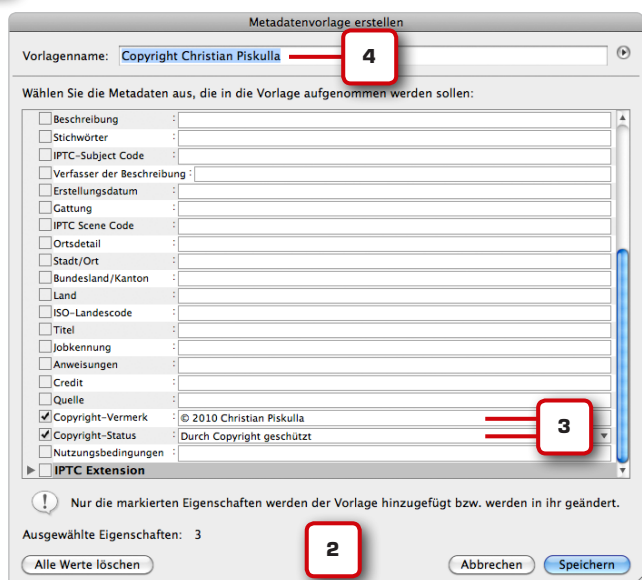 Metadatenvorlage erstellen
Vorlagenname: Copyright Christian Piskulla 4
Wählen Sie die Metadaten aus, die in die Vorlage aufgenommen werden sollen:
Beschreibung :
Stichwörter :
IPTC-Subject Code :
Verfasser der Beschreibung :
Erstellungsdatum :
Gattung :
IPTC Scene Code :
Ortsdetail :
Stadt/Ort :
Bundesland/Kanton :
Land :
ISO-Landescode :
Titel :
Jobkennung :
Anweisungen :
Credit :
Quelle :
Copyright-Vermerk : © 2010 Christian Piskulla
3
Copyright-Status : Durch Copyright geschützt
Nutzungsbedingungen :
IPTC Extension
Nur die markierten Eigenschaften werden der Vorlage hinzugefügt bzw. werden in ihr geändert.
Ausgewählte Eigenschaften: 3
2
Alle Werte löschen Abbrechen Speichern